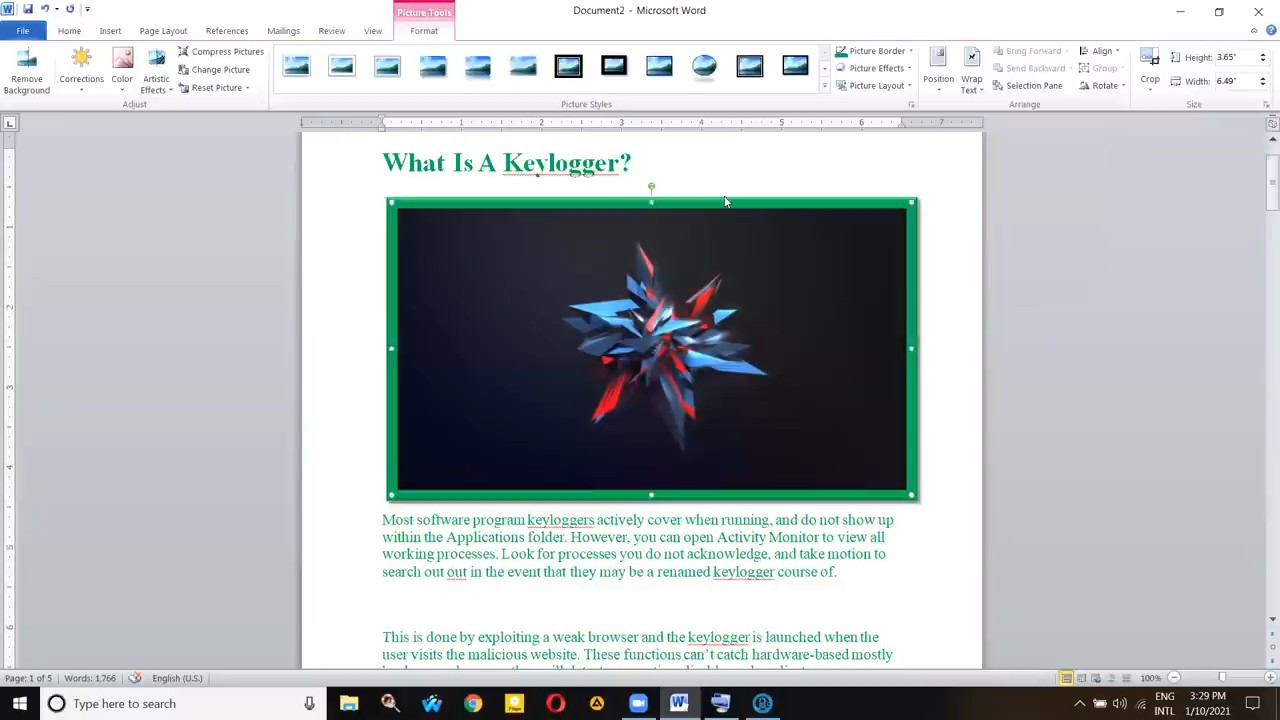 Picture Tools
Document2 - Microsoft Word
File Home Insert Page Layout References Mailings Review View Format
Remove Background
Corrections
Color
Artistic Effects
Compress Pictures
Change Picture
Reset Picture
Adjust
Picture Styles
Picture Border
Picture Effects
Picture Layout
Position
Wrap Text
Bring Forward
Send Backward
Selection Pane
Align
Group
Rotate
Arrange
Crop
Height: 3.65
Width: 6.49"
Size
1 2 3 4 5 6 7
What Is A Keylogger?
Most software program keyloggers actively cover when running, and do not show up
within the Applications folder. However, you can open Activity Monitor to view all
working processes. Look for processes you do not acknowledge, and take motion to
search out out in the event that they may be a renamed keylogger course of.
This is done by exploiting a weak browser and the keylogger is launched when the
user visits the malicious website. These functions can't catch hardware-based mostly
Page: 1 of 5 Words: 1,766 English (U.S.) 100%
Type here to search
ENG
INTL
3:29 PM
1/10/2021